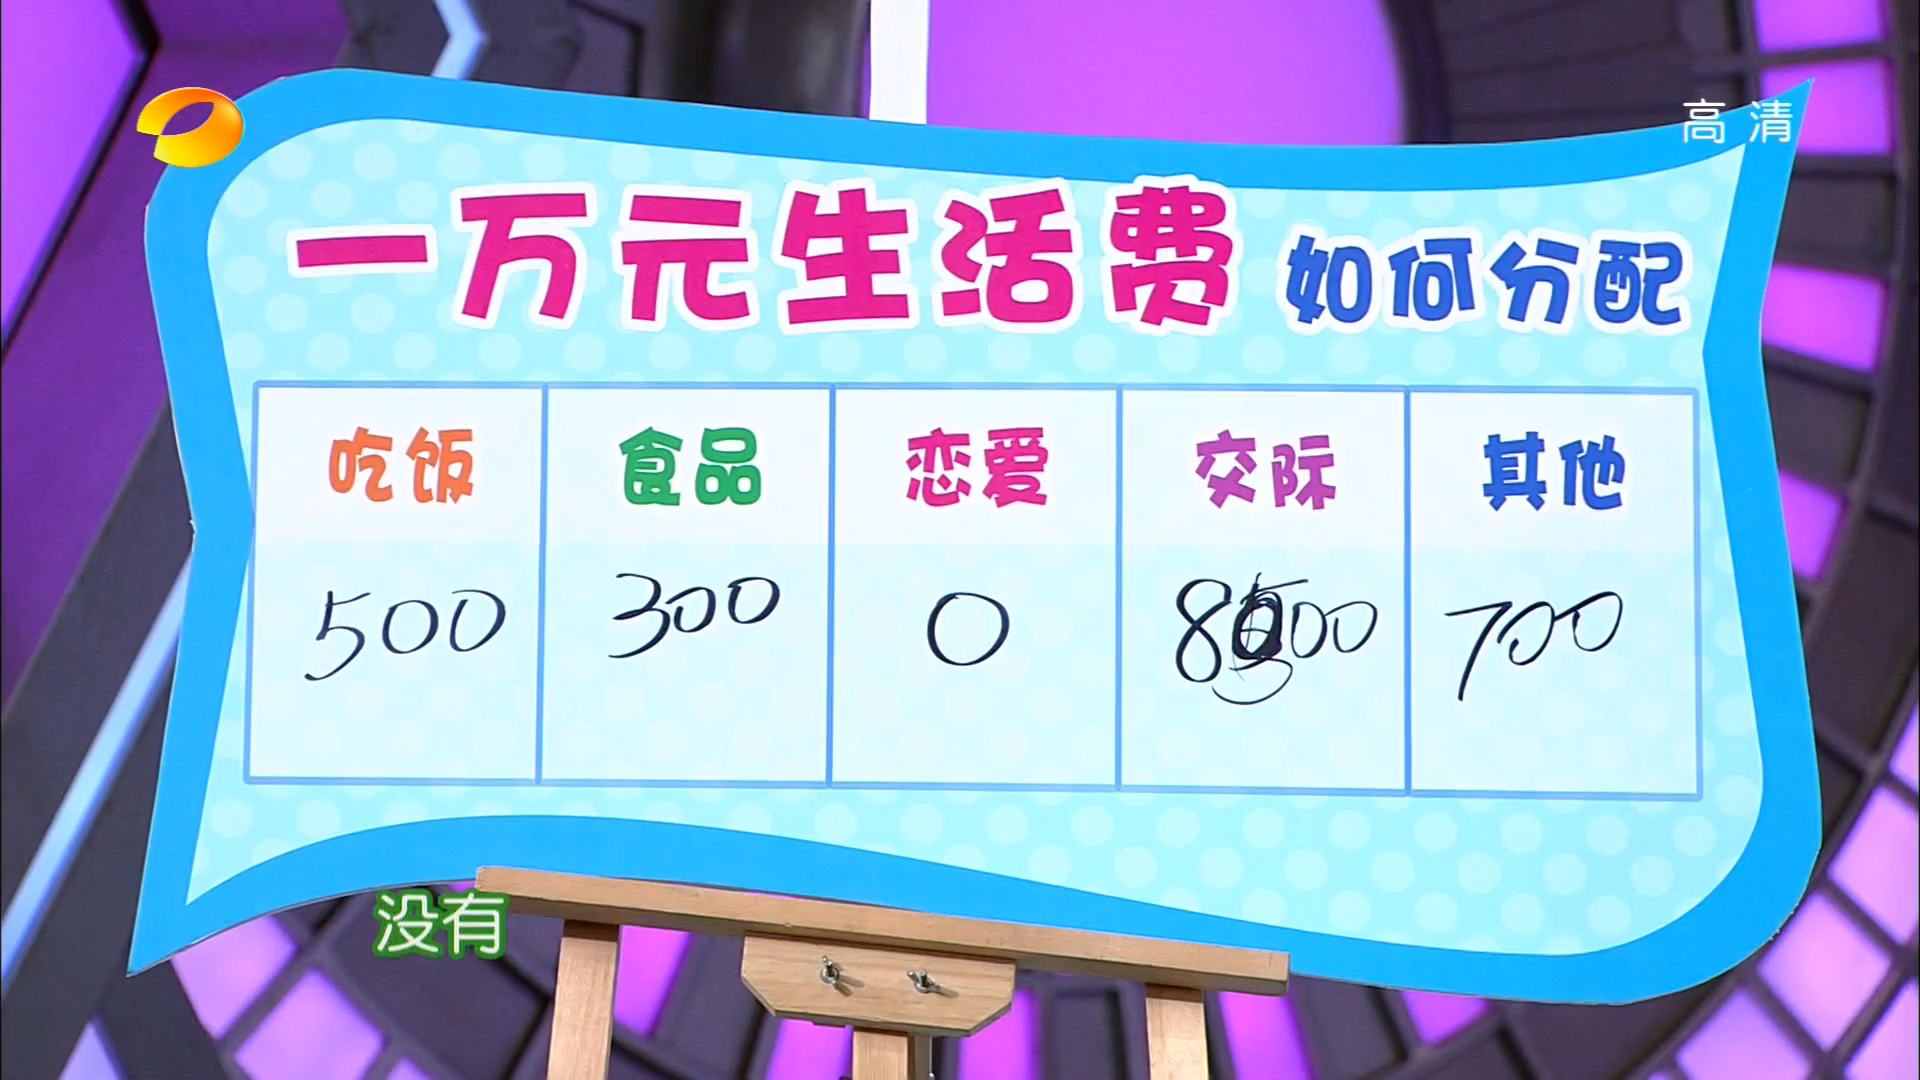 高清
一万元生活费 如何分配
吃饭 食品 恋爱 交际 其他
500 300 0 8500 700
没有